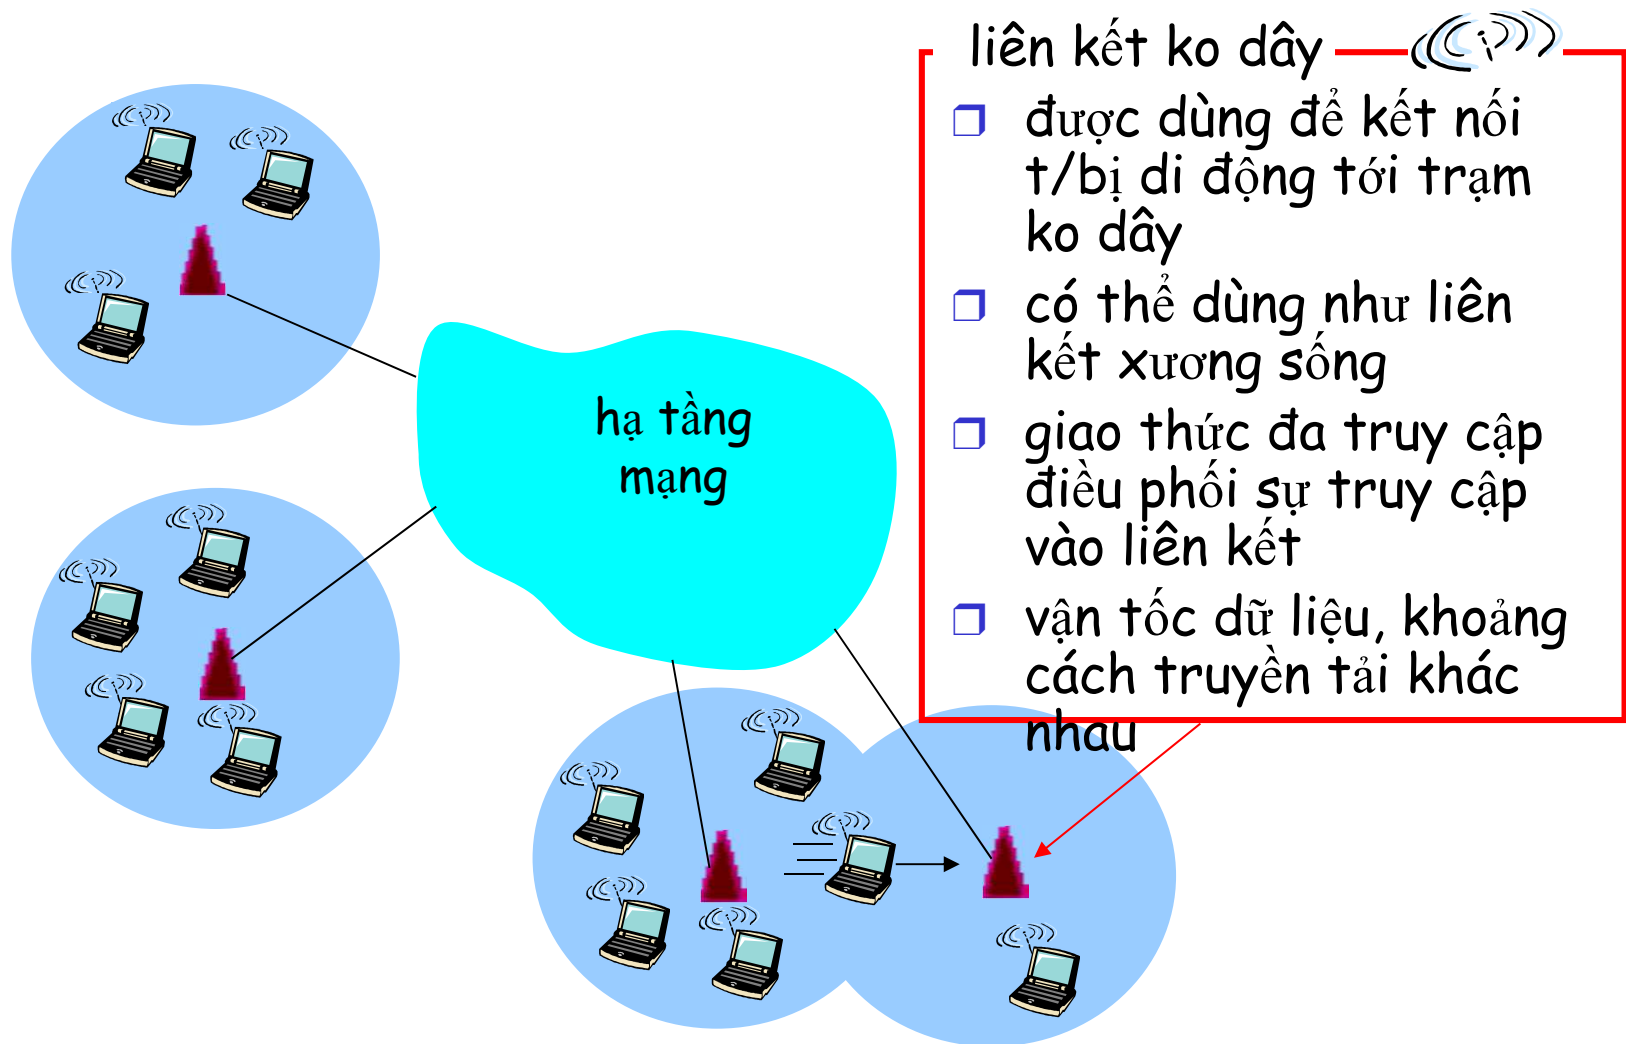 liên kết ko dây
được dùng để kết nối
t/bị di động tới trạm
ko dây
có thể dùng như liên
kết xương sống
giao thức đa truy cập
điều phối sự truy cập
vào liên kết
vận tốc dữ liệu, khoảng
cách truyền tải khác
nhau
hạ tầng
mạng